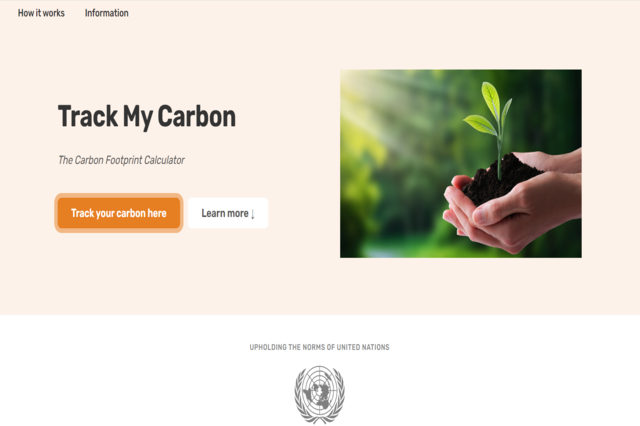 How it works
Information
Track My Carbon
The Carbon Footprint Calculator
Track your carbon here
Learn more ↓
UPHOLDING THE NORMS OF UNITED NATIONS